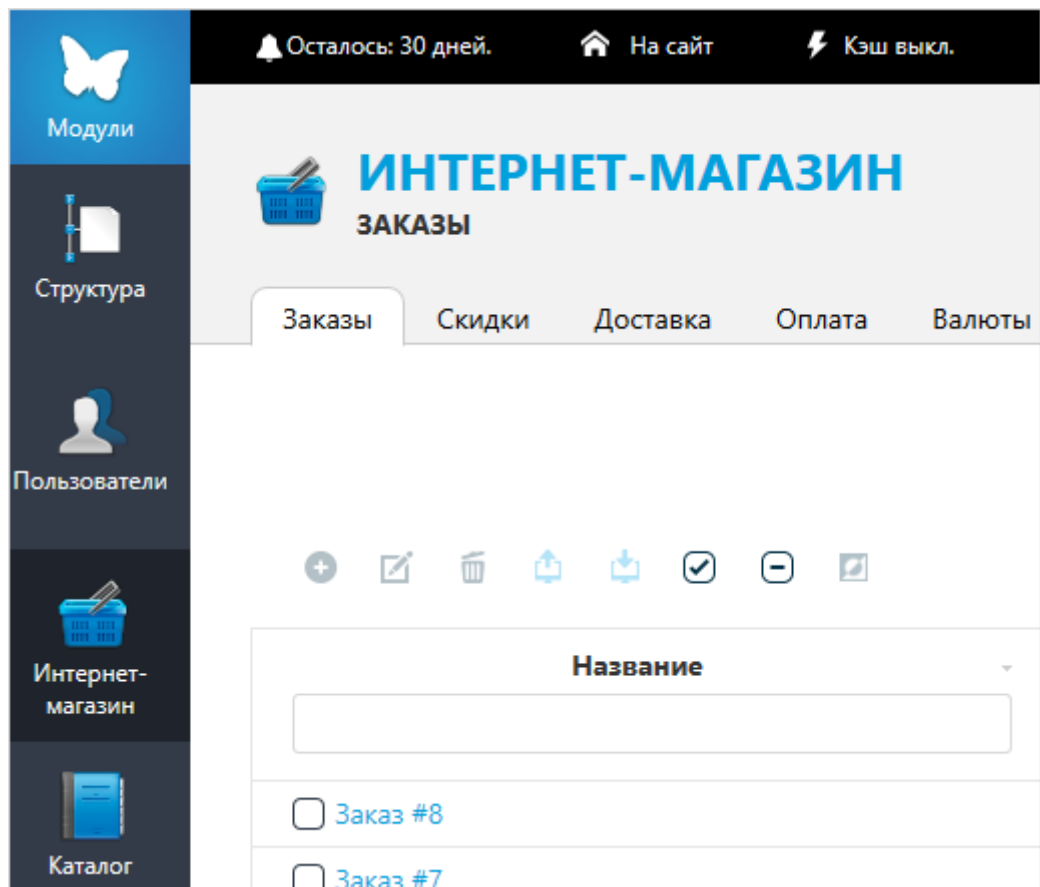 Осталось: 30 дней.
На сайт
Кэш выкл.
Модули
ИНТЕРНЕТ-МАГАЗИН
ЗАКАЗЫ
Структура
Заказы
Скидки
Доставка
Оплата
Валюты
Пользователи
Интернет-
магазин
Название
Заказ #8
Каталог
Заказ #7